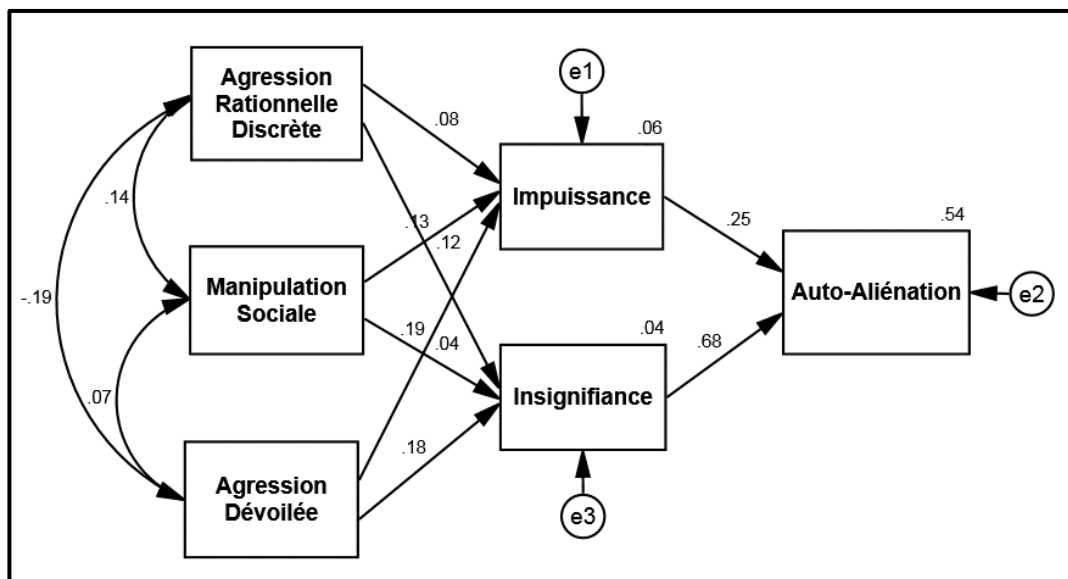 Agression
Rationnelle
Discrète
Manipulation
Sociale
Agression
Dévoilée
-.19
.14
.07
.08
.13
.12
.19
.04
.18
e1
.06
Impuissance
.04
Insignifiance
e3
.25
.68
.54
Auto-Aliénation
e2